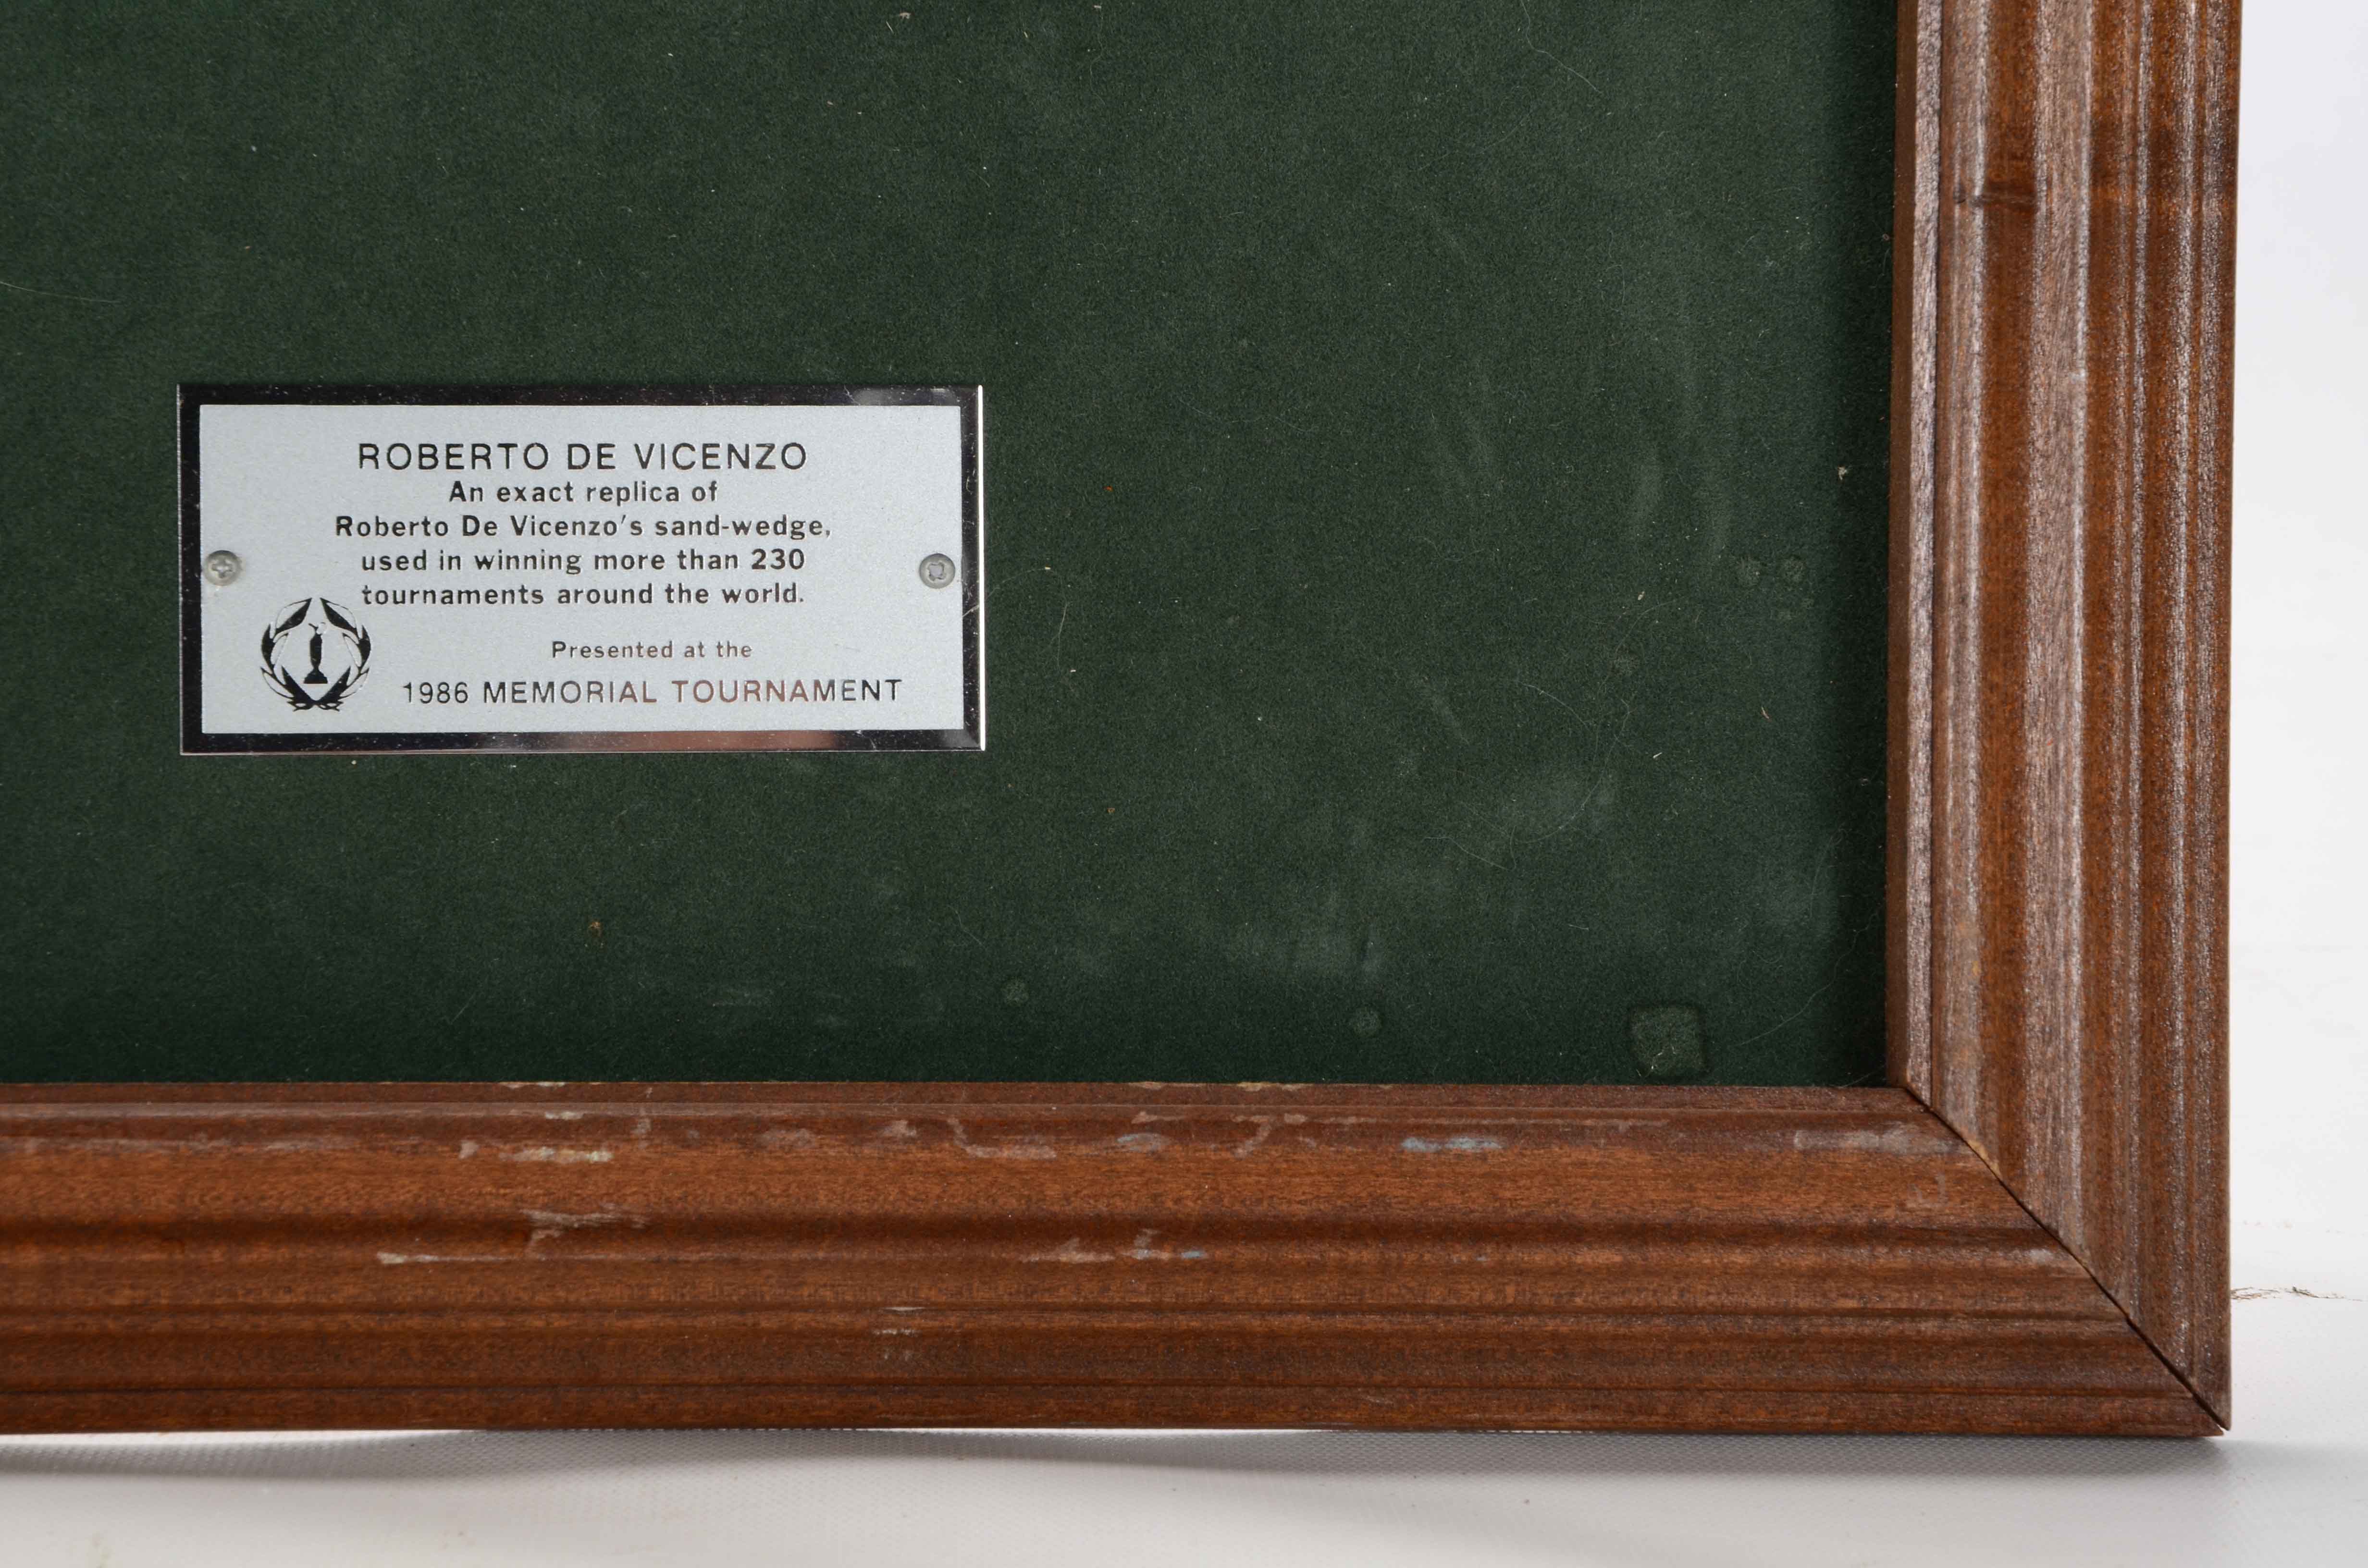 ROBERTO DE VICENZO
An exact replica of
Roberto De Vicenzo's sand-wedge,
used in winning more than 230
tournaments around the world.
Presented at the
1986 MEMORIAL TOURNAMENT